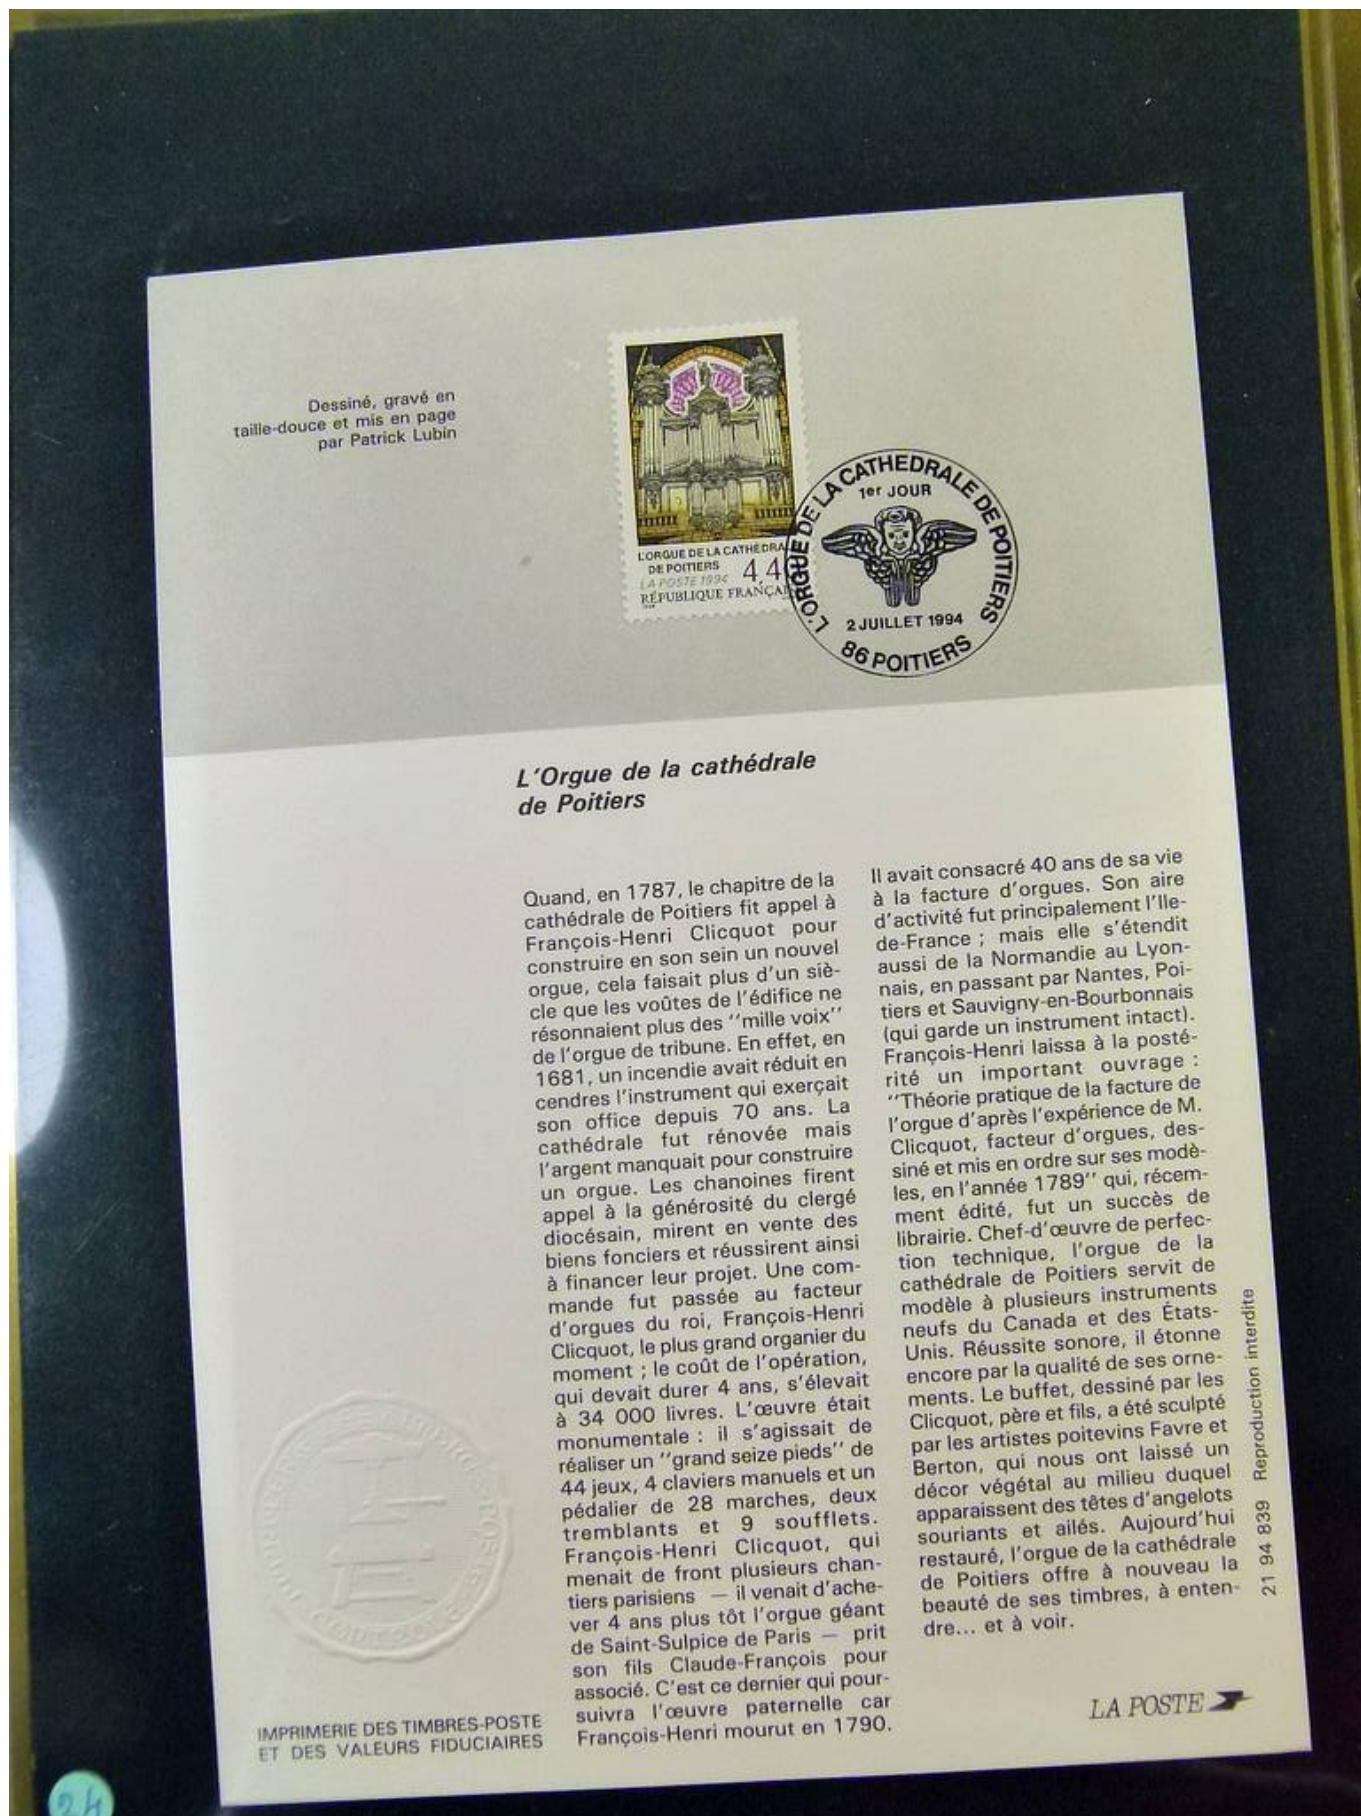 Dessiné, gravé en
taille-douce et mis en page
par Patrick Lubin
L'ORGUE DE LA CATHÉDRA
DE POITIERS
LA POSTE 1994 4,4
RÉPUBLIQUE FRANÇAI
L'ORGUE DE LA CATHEDRALE DE POITIERS
1er JOUR
2 JUILLET 1994
86 POITIERS
L'Orgue de la cathédrale
de Poitiers
Quand, en 1787, le chapitre de la
cathédrale de Poitiers fit appel à
François-Henri Clicquot pour
construire en son sein un nouvel
orgue, cela faisait plus d'un siè-
cle que les voûtes de l'édifice ne
résonnaient plus des ''mille voix''
de l'orgue de tribune. En effet, en
1681, un incendie avait réduit en
cendres l'instrument qui exerçait
son office depuis 70 ans. La
cathédrale fut rénovée mais
l'argent manquait pour construire
un orgue. Les chanoines firent
appel à la générosité du clergé
diocésain, mirent en vente des
biens fonciers et réussirent ainsi
à financer leur projet. Une com-
mande fut passée au facteur
d'orgues du roi, François-Henri
Clicquot, le plus grand organier du
moment ; le coût de l'opération,
qui devait durer 4 ans, s'élevait
à 34 000 livres. L'œuvre était
monumentale : il s'agissait de
réaliser un ''grand seize pieds'' de
44 jeux, 4 claviers manuels et un
pédalier de 28 marches, deux
tremblants et 9 soufflets.
François-Henri Clicquot, qui
menait de front plusieurs chan-
tiers parisiens — il venait d'ache-
ver 4 ans plus tôt l'orgue géant
de Saint-Sulpice de Paris — prit
son fils Claude-François pour
associé. C'est ce dernier qui pour-
suivra l'œuvre paternelle car
François-Henri mourut en 1790.
Il avait consacré 40 ans de sa vie
à la facture d'orgues. Son aire
d'activité fut principalement l'Ile-
de-France ; mais elle s'étendit
aussi de la Normandie au Lyon-
nais, en passant par Nantes, Poi-
tiers et Sauvigny-en-Bourbonnais
(qui garde un instrument intact).
François-Henri laissa à la posté-
rité un important ouvrage :
''Théorie pratique de la facture de
l'orgue d'après l'expérience de M.
Clicquot, facteur d'orgues, des-
siné et mis en ordre sur ses modè-
les, en l'année 1789'' qui, récem-
ment édité, fut un succès de
librairie. Chef-d'œuvre de perfec-
tion technique, l'orgue de la
cathédrale de Poitiers servit de
modèle à plusieurs instruments
neufs du Canada et des États-
Unis. Réussite sonore, il étonne
encore par la qualité de ses orne-
ments. Le buffet, dessiné par les
Clicquot, père et fils, a été sculpté
par les artistes poitevins Favre et
Berton, qui nous ont laissé un
décor végétal au milieu duquel
apparaissent des têtes d'angelots
souriants et ailés. Aujourd'hui
restauré, l'orgue de la cathédrale
de Poitiers offre à nouveau la
beauté de ses timbres, à enten-
dre... et à voir.
21 94 839 Reproduction interdite
IMPRIMERIE DES TIMBRES-POSTE
ET DES VALEURS FIDUCIAIRES
LA POSTE
24